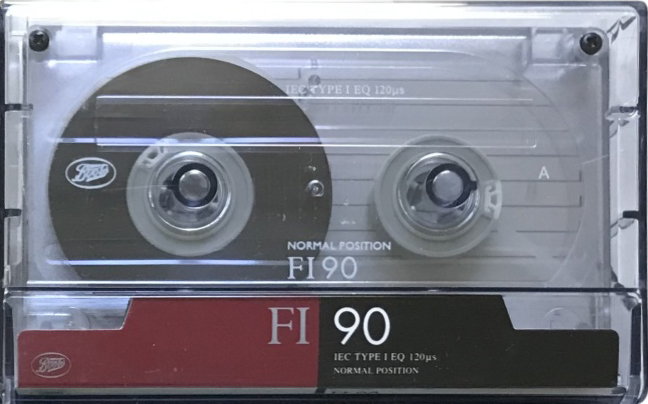 IEC TYPE I EQ 120µs
Boots
A
NORMAL POSITION
FI 90
FI 90
IEC TYPE I EQ 120µs
NORMAL POSITION
Boots